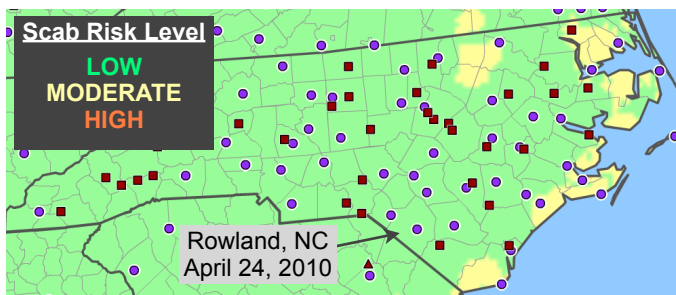 Scab Risk Level
LOW
MODERATE
HIGH
Rowland, NC
April 24, 2010